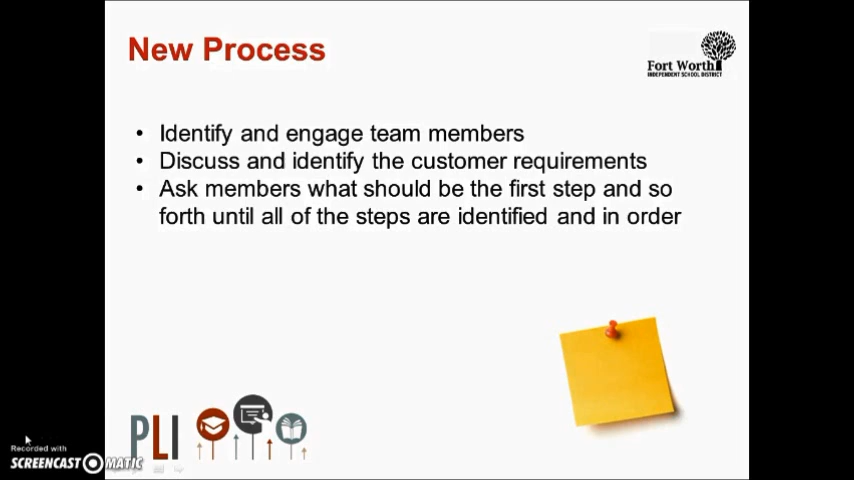 New Process
Fort Worth
INDEPENDENT SCHOOL DISTRICT
• Identify and engage team members
• Discuss and identify the customer requirements
• Ask members what should be the first step and so
forth until all of the steps are identified and in order
PLI
Recorded with
SCREENCAST MATIC